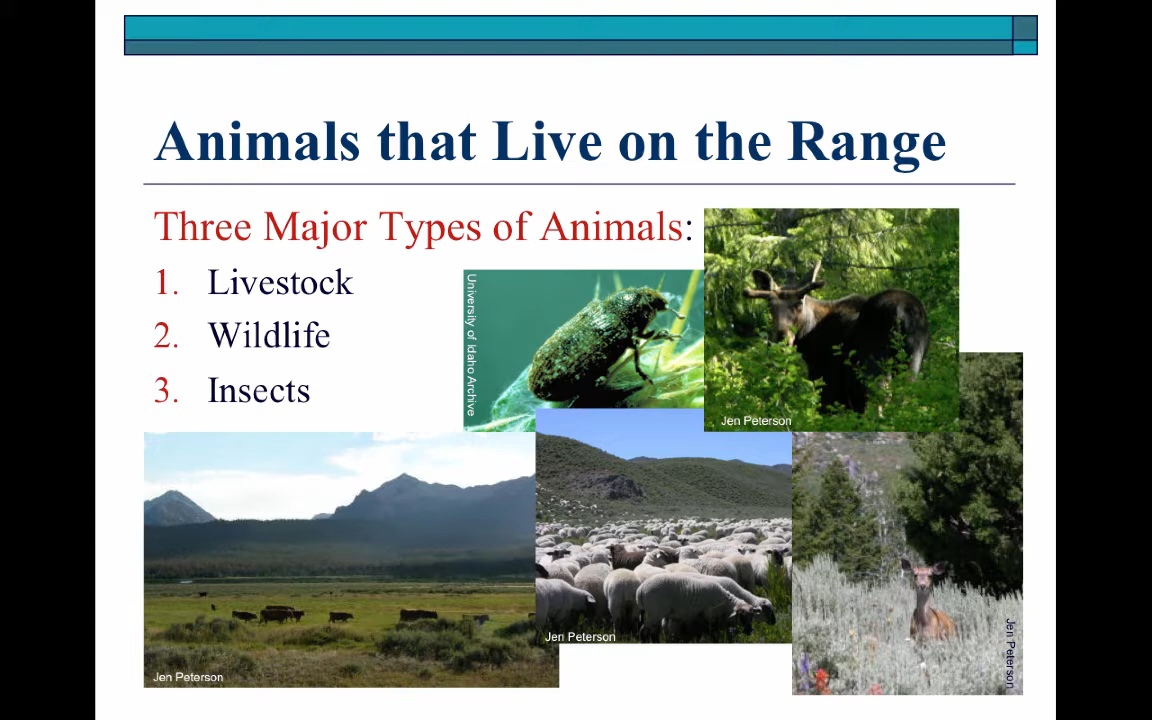 Animals that Live on the Range
Three Major Types of Animals:
1. Livestock
2. Wildlife
3. Insects
University of Idaho Archive
Jen Peterson
Jen Peterson
Jen Peterson
Jen Peterson